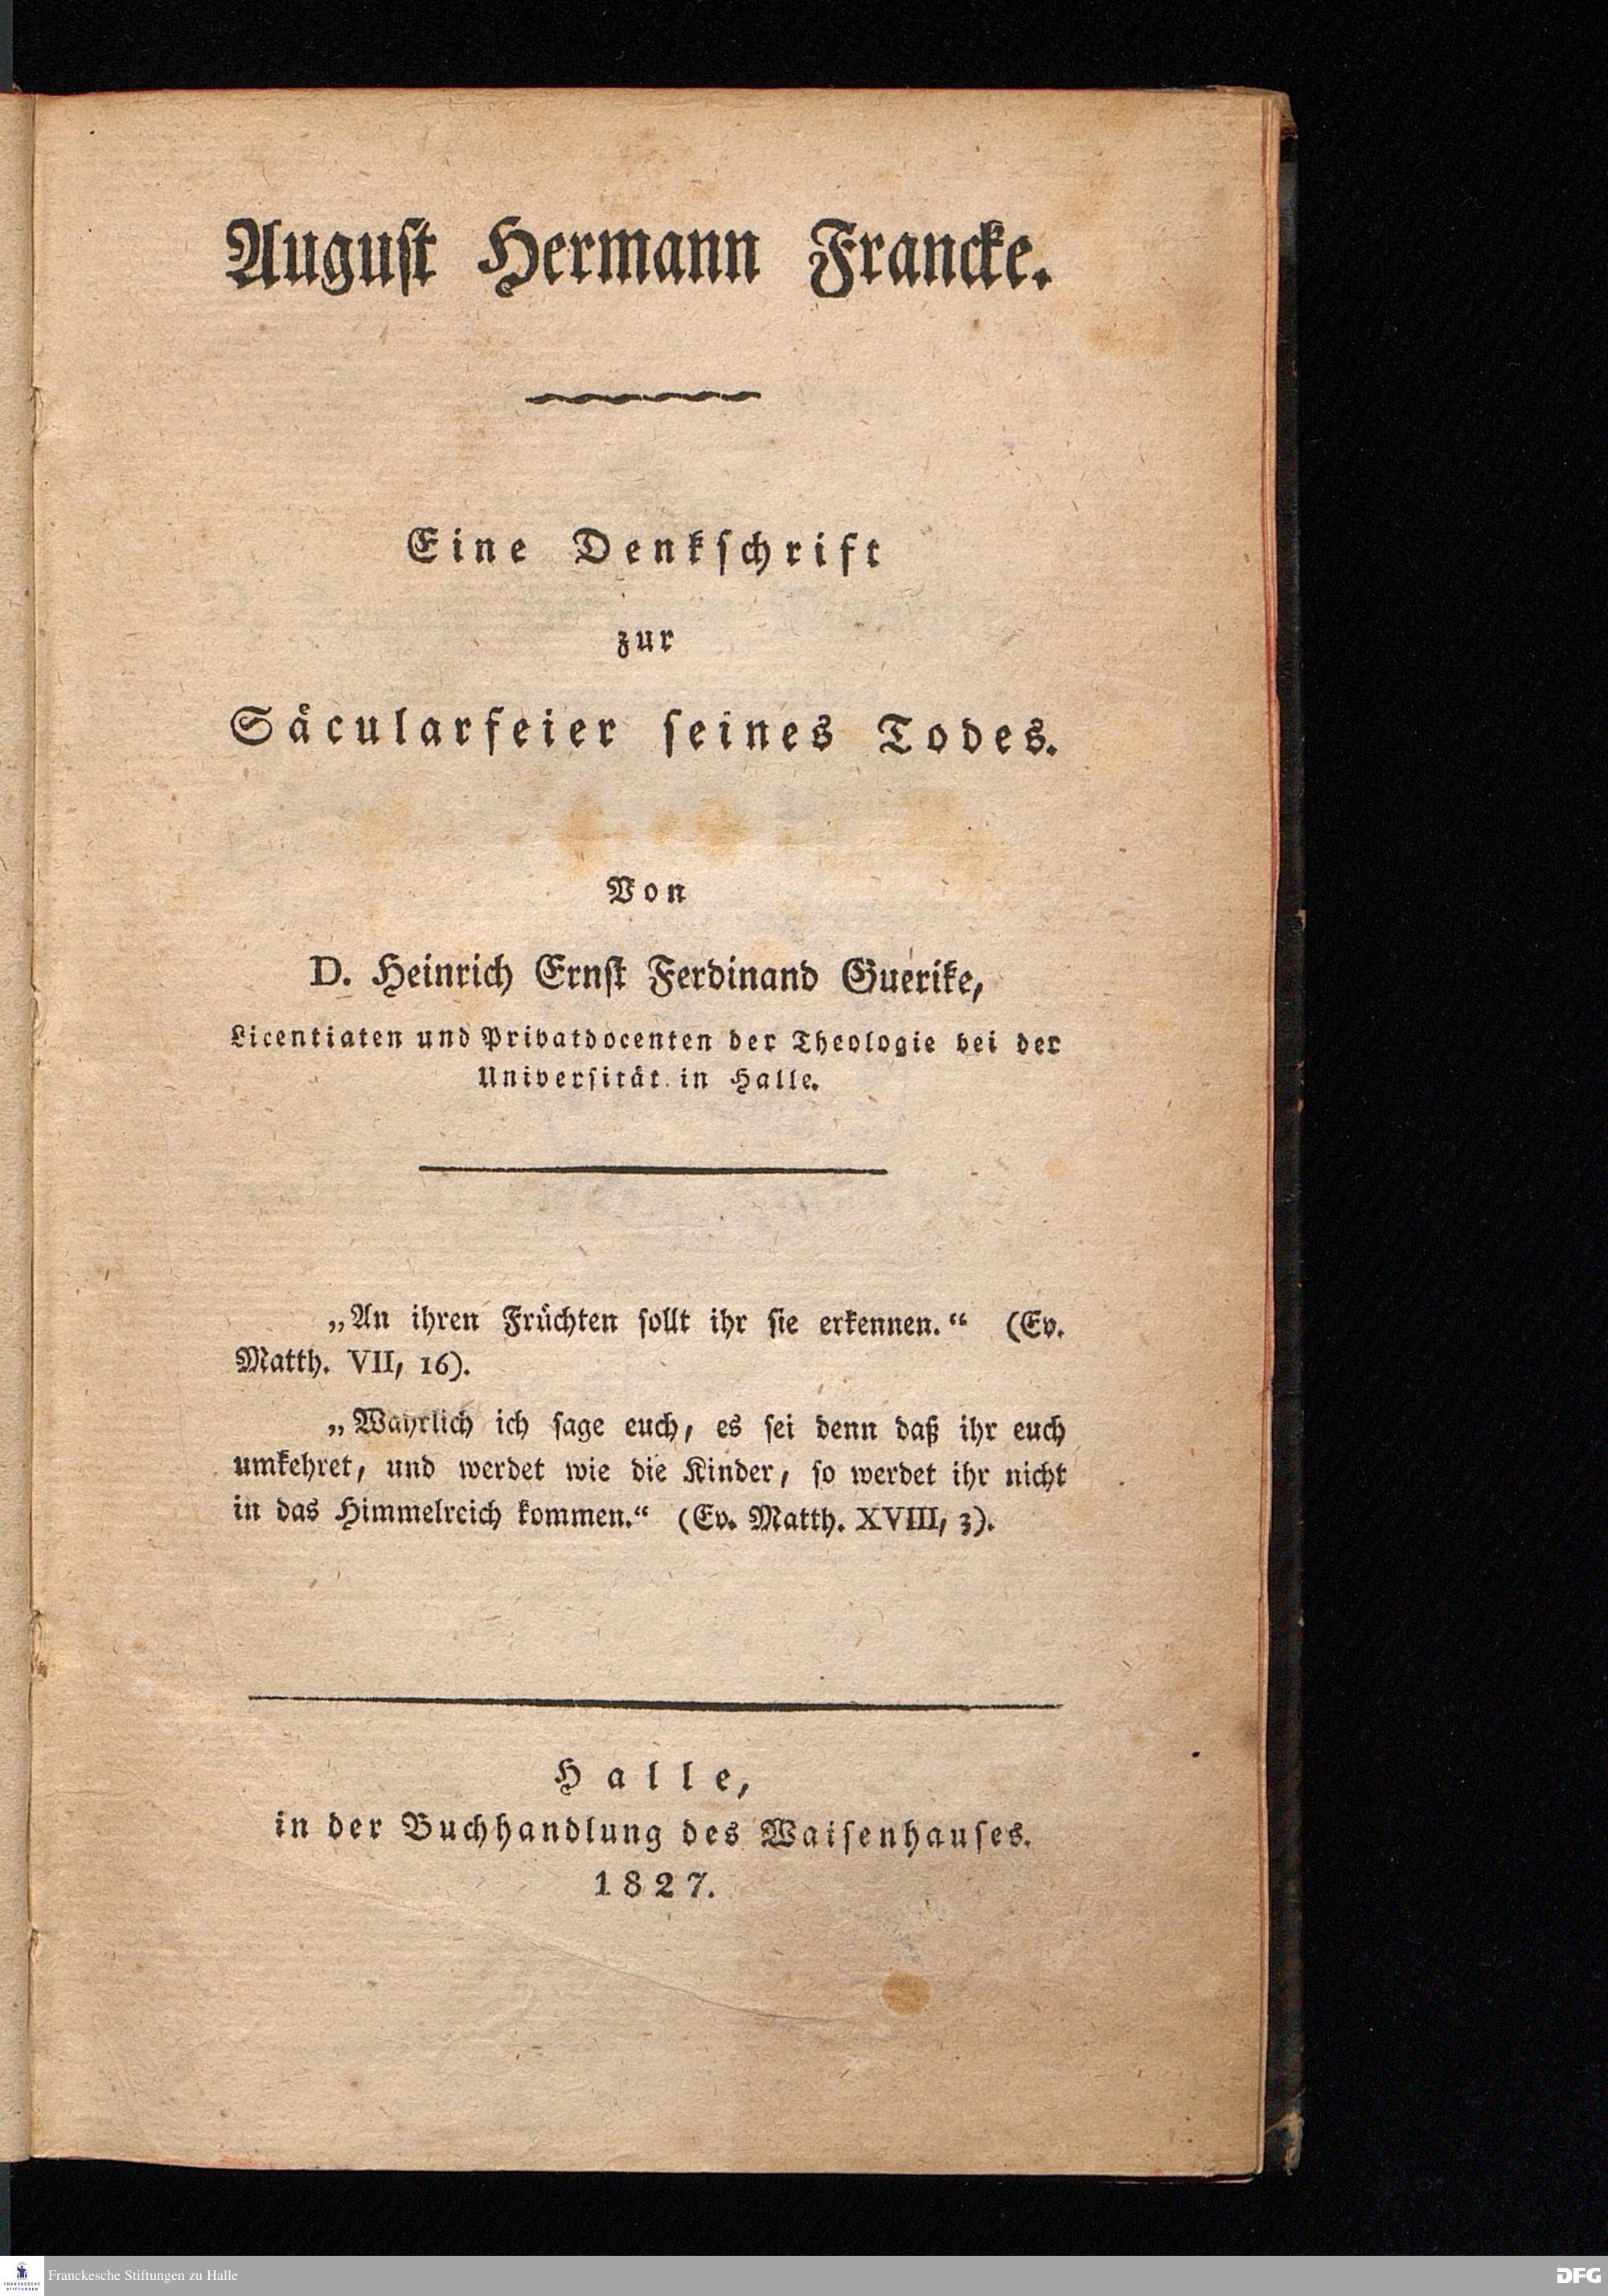 August Hermann Francke.
Eine Denkschrift
zur
Säcularfeier seines Todes.
Von
D. Heinrich Ernst Ferdinand Guerike,
Licentiaten und Privatdocenten der Theologie bei der
Universität in Halle.
„An ihren Früchten sollt ihr sie erkennen.“ (Ev.
Matth. VII, 16).
„Wahrlich ich sage euch, es sei denn daß ihr euch
umkehret, und werdet wie die Kinder, so werdet ihr nicht
in das Himmelreich kommen.“ (Ev. Matth. XVIII, 3).
Halle,
in der Buchhandlung des Waisenhauses.
1827.
FRANCKESCHE
STIFTUNGEN
Franckesche Stiftungen zu Halle
DFG